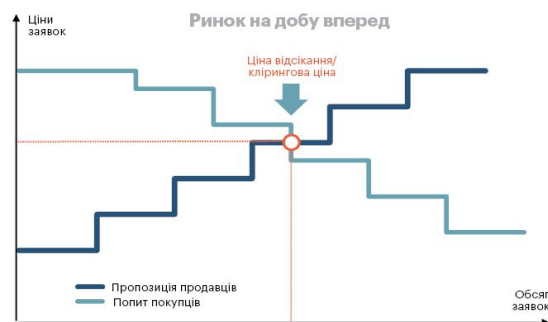 Ціни
заявок
Ринок на добу вперед
Ціна відсікання/
клірингова ціна
Пропозиція продавців
Попит покупців
Обсяг
заявок